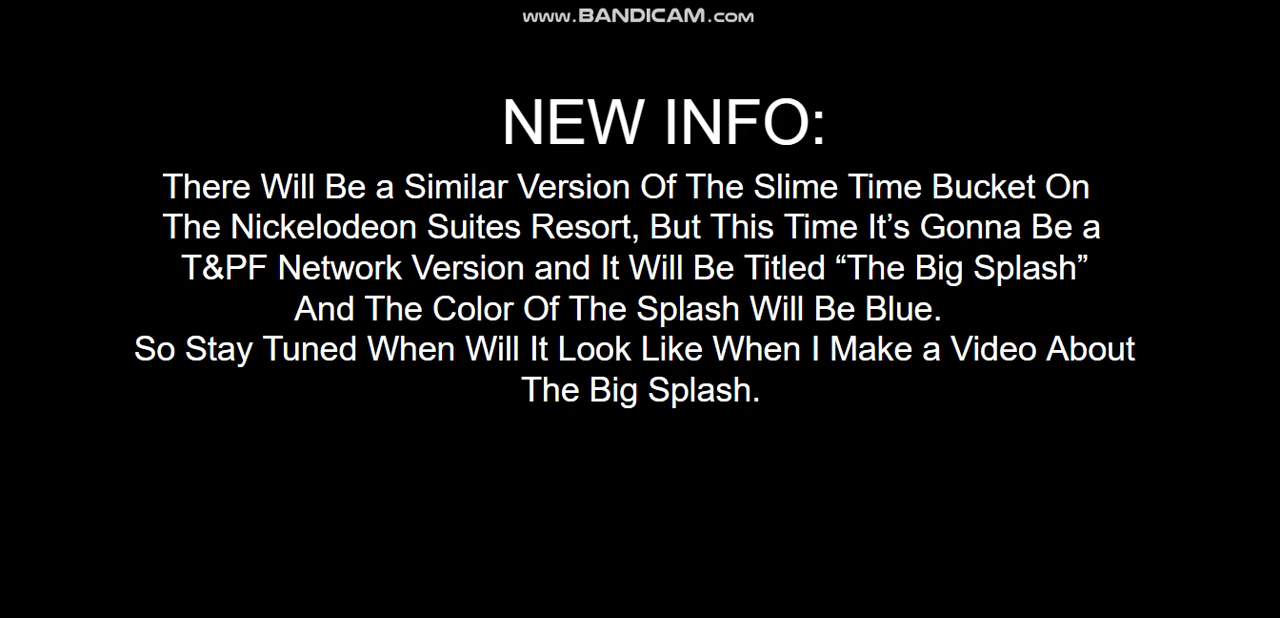 www.BANDICAM.com
NEW INFO:
There Will Be a Similar Version Of The Slime Time Bucket On
The Nickelodeon Suites Resort, But This Time It’s Gonna Be a
T&PF Network Version and It Will Be Titled “The Big Splash”
And The Color Of The Splash Will Be Blue.
So Stay Tuned When Will It Look Like When I Make a Video About
The Big Splash.